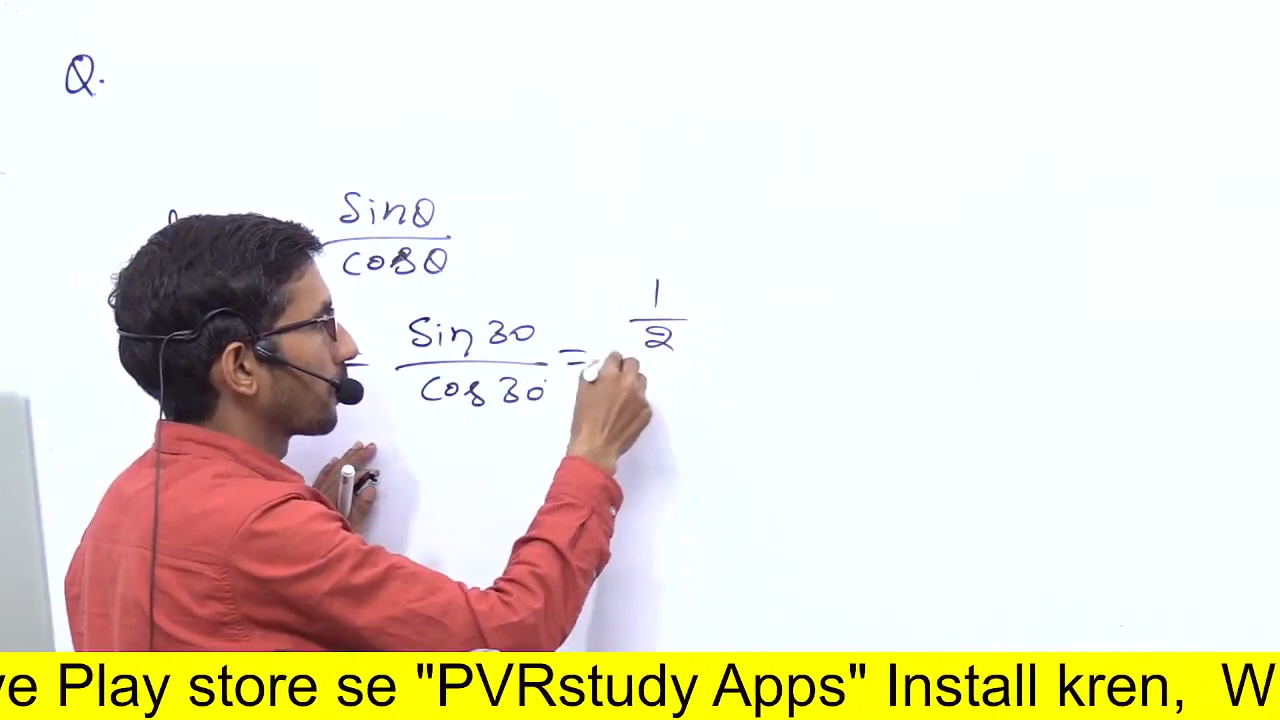 Q.
sinθ
cosθ
= sin 30 = 1
cos 30 2
ve Play store se "PVRstudy Apps" Install kren, W